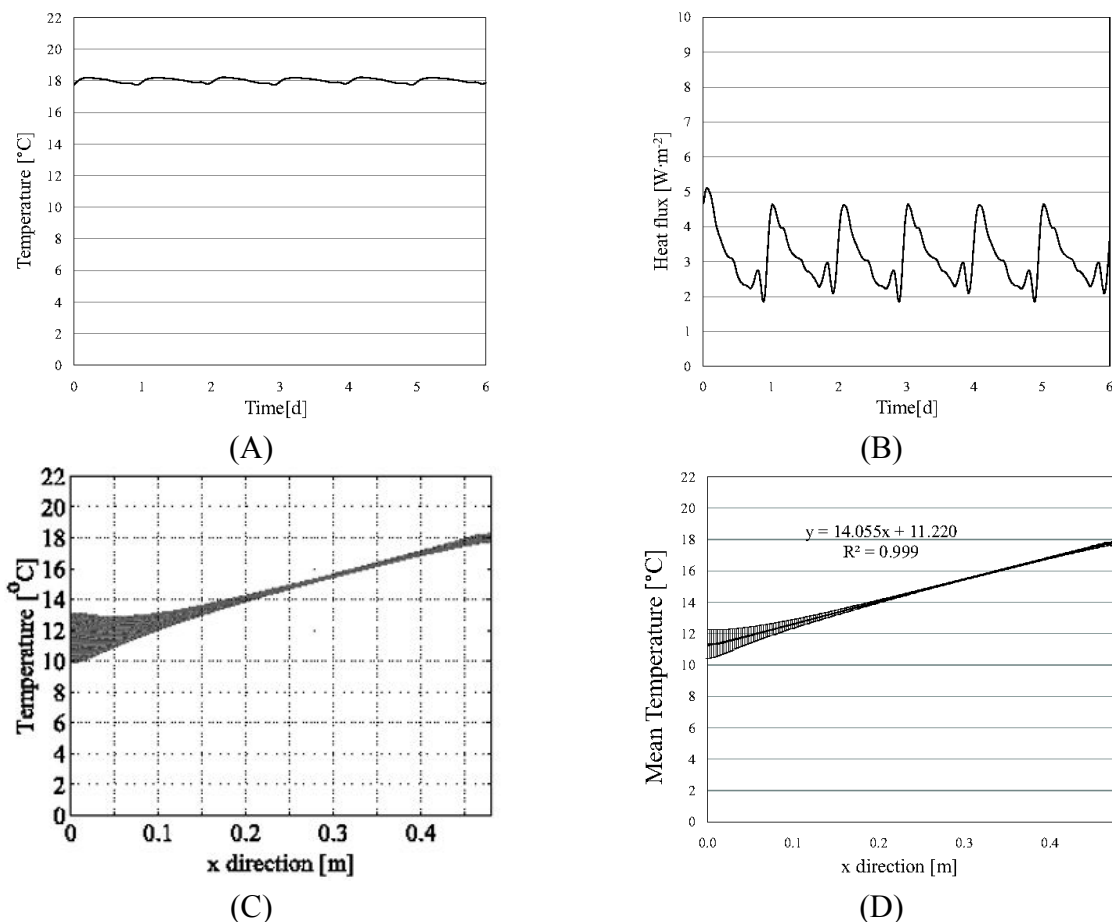 22
20
18
16
14
12
10
8
6
4
2
0
Temperature [°C]
0 1 2 3 4 5 6
Time[d]
(A)
10
9
8
7
6
5
4
3
2
1
0
Heat flux [W·m⁻²]
0 1 2 3 4 5 6
Time[d]
(B)
22
20
18
16
14
12
10
8
6
4
2
0
Temperature [°C]
0 0.1 0.2 0.3 0.4
x direction [m]
(C)
22
20
18
16
14
12
10
8
6
4
2
0
Mean Temperature [°C]
y = 14.055x + 11.220
R² = 0.999
0.0 0.1 0.2 0.3 0.4
x direction [m]
(D)